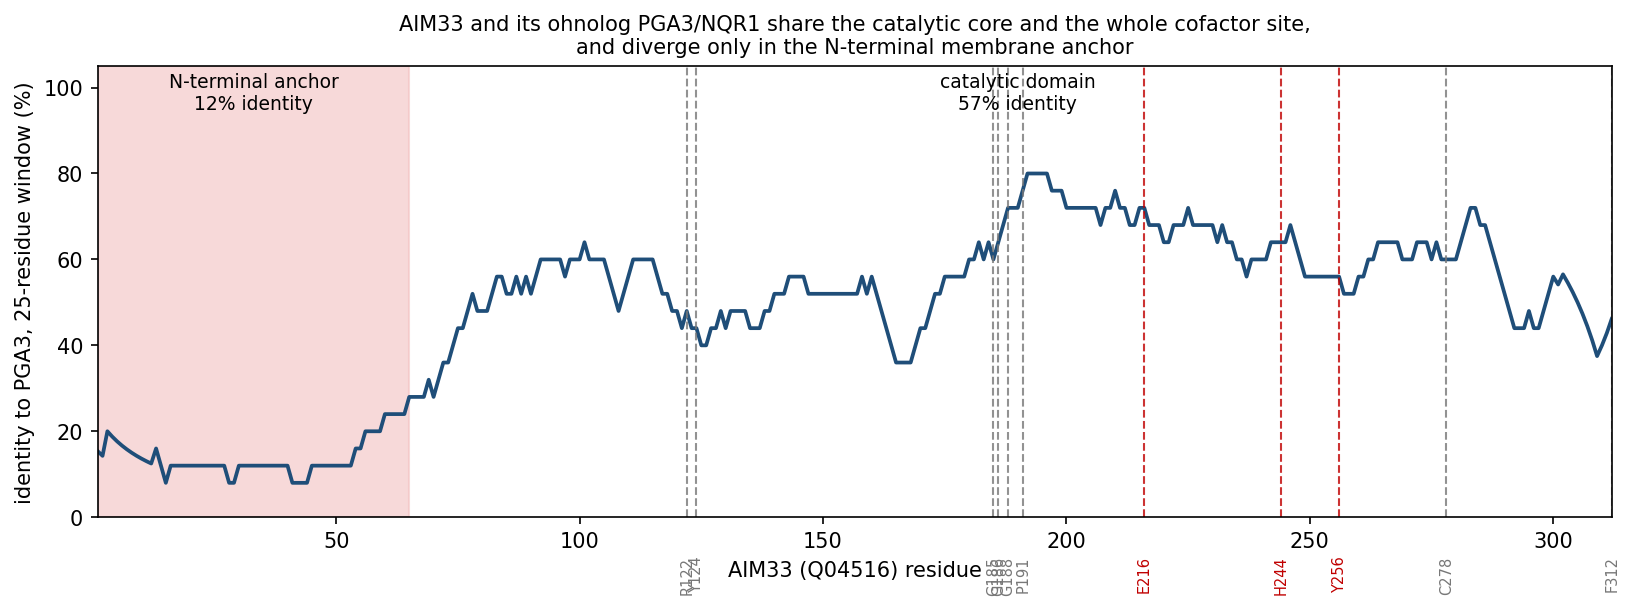 AIM33 and its ohnolog PGA3/NQR1 share the catalytic core and the whole cofactor site,
and diverge only in the N-terminal membrane anchor
identity to PGA3, 25-residue window (%)
100
80
60
40
20
0
N-terminal anchor
12% identity
catalytic domain
57% identity
50
100
150
200
250
300
AIM33 (Q04516) residue
R122
Y124
G185
G188
P191
E216
H244
Y256
C278
F312